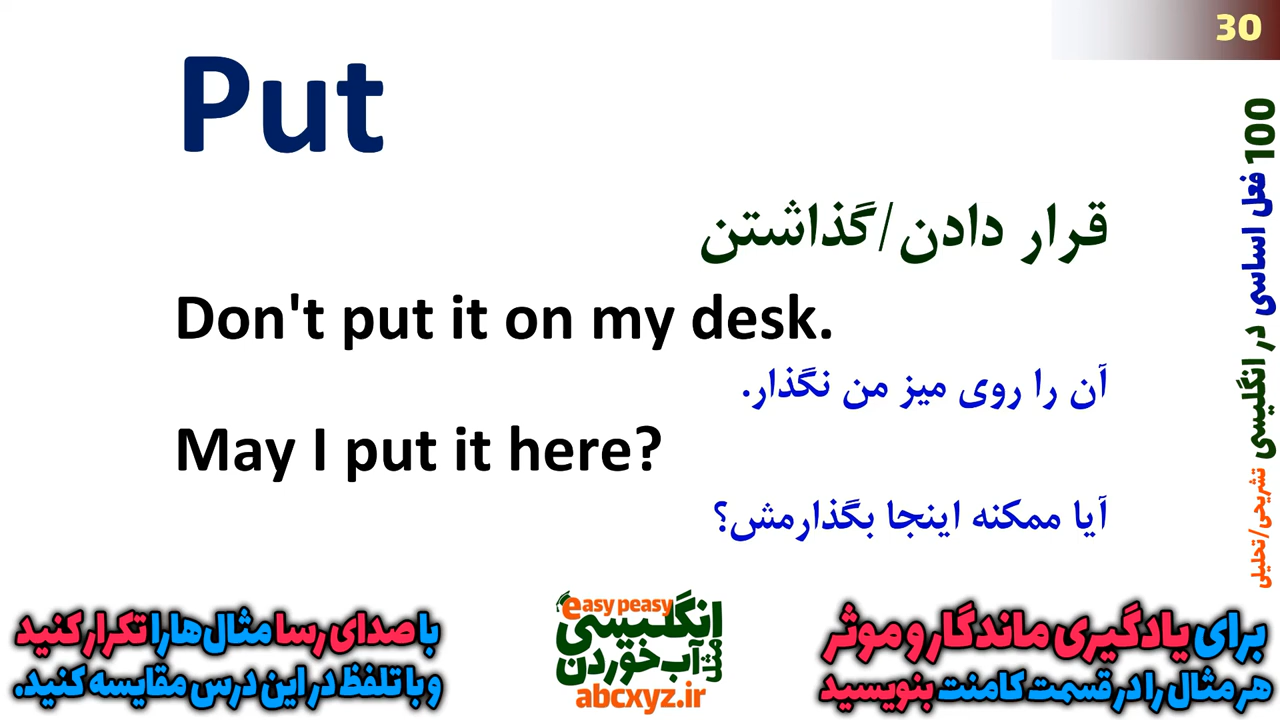 30
Put
قرار دادن/گذاشتن
Don't put it on my desk.
آن را روی میز من نگذار.
May I put it here?
آیا ممکنه اینجا بگذارمش؟
100 فعل اساسی در انگلیسی تشریحی/تحلیلی
برای یادگیری ماندگار و موثر
هر مثال را در قسمت کامنت بنویسید
easy peasy
انگلیسی
مثل آب خوردن
abcxyz.ir
با صدای رسا مثال‌ها را تکرار کنید
و با تلفظ در این درس مقایسه کنید.